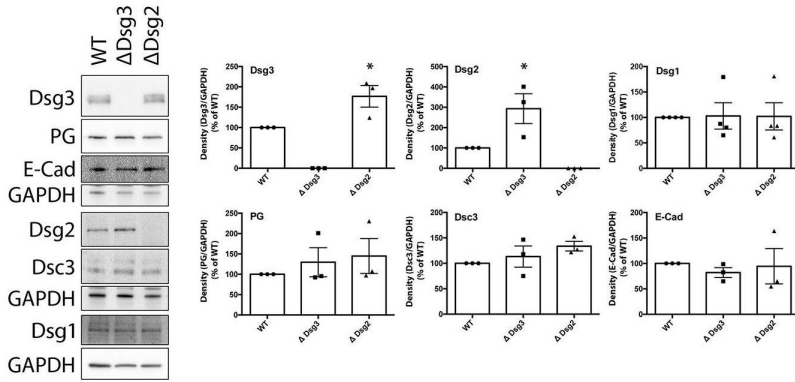 WT
ΔDsg3
ΔDsg2
Dsg3
PG
E-Cad
GAPDH
Dsg2
Dsc3
GAPDH
Dsg1
GAPDH
Dsg3
*
Density (Dsg3/GAPDH)
(% of WT)
250
200
150
100
50
0
WT
Δ Dsg3
Δ Dsg2
Dsg2
*
Density (Dsg2/GAPDH)
(% of WT)
500
400
300
200
100
0
WT
Δ Dsg3
Δ Dsg2
Dsg1
Density (Dsg1/GAPDH)
(% of WT)
250
200
150
100
50
0
WT
Δ Dsg3
Δ Dsg2
PG
Density (PG/GAPDH)
(% of WT)
250
200
150
100
50
0
WT
Δ Dsg3
Δ Dsg2
Dsc3
Density (Dsc3/GAPDH)
(% of WT)
250
200
150
100
50
0
WT
Δ Dsg3
Δ Dsg2
E-Cad
Density (E-Cad/GAPDH)
(% of WT)
250
200
150
100
50
0
WT
Δ Dsg3
Δ Dsg2